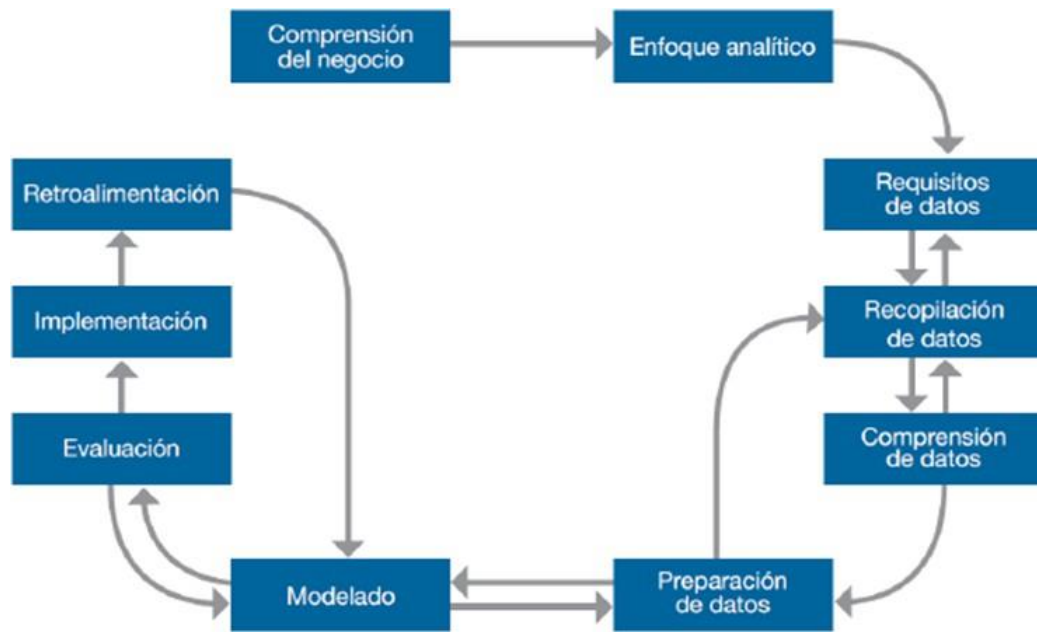 Comprensión
del negocio
Enfoque analítico
Requisitos
de datos
Recopilación
de datos
Comprensión
de datos
Preparación
de datos
Modelado
Evaluación
Implementación
Retroalimentación